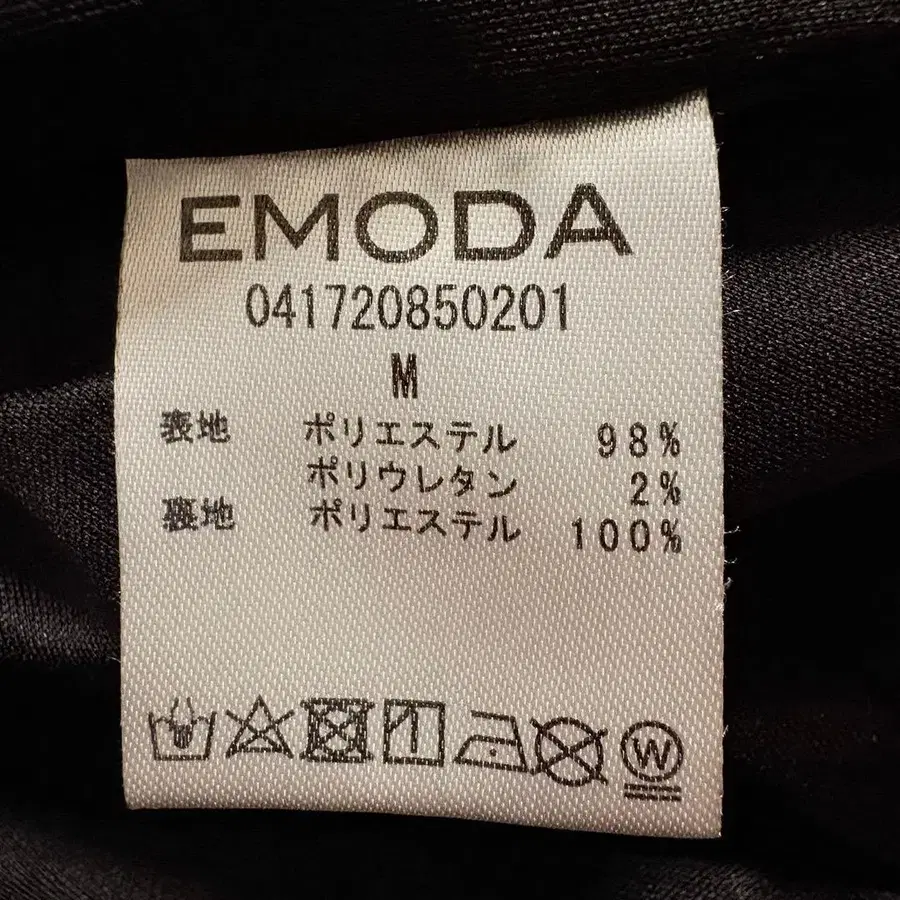 EMODA
041720850201
M
表地 ポリエステル 98%
ポリウレタン 2%
裏地 ポリエステル 100%
W